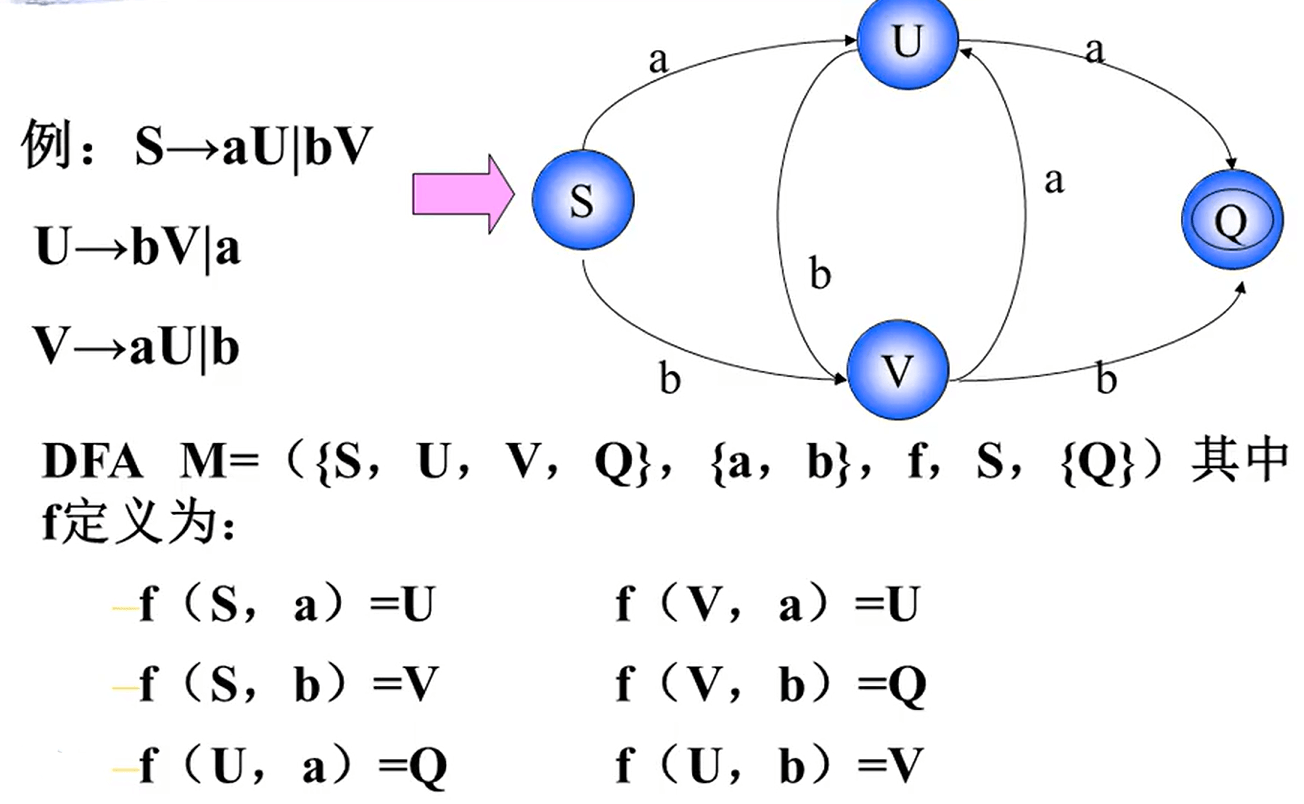 例：S→aU|bV
U→bV|a
V→aU|b
S
U
V
Q
a
a
a
b
b
b
DFA M=（{S，U，V，Q}，{a，b}，f，S，{Q}）其中
f定义为：
–f（S，a）=U f（V，a）=U
–f（S，b）=V f（V，b）=Q
–f（U，a）=Q f（U，b）=V